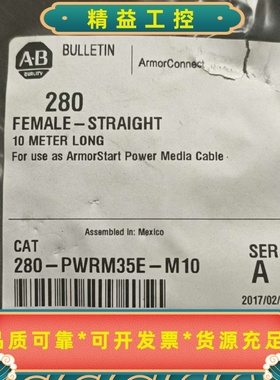 精益工控
A-B
QUALITY
BULLETIN
ArmorConnect
280
FEMALE-STRAIGHT
10 METER LONG
For use as ArmorStart Power Media Cable
Assembled in: Mexico
CAT
SER
280-PWRM35E-M10
A
2017/02/
品质可靠*可开发票*货源充足